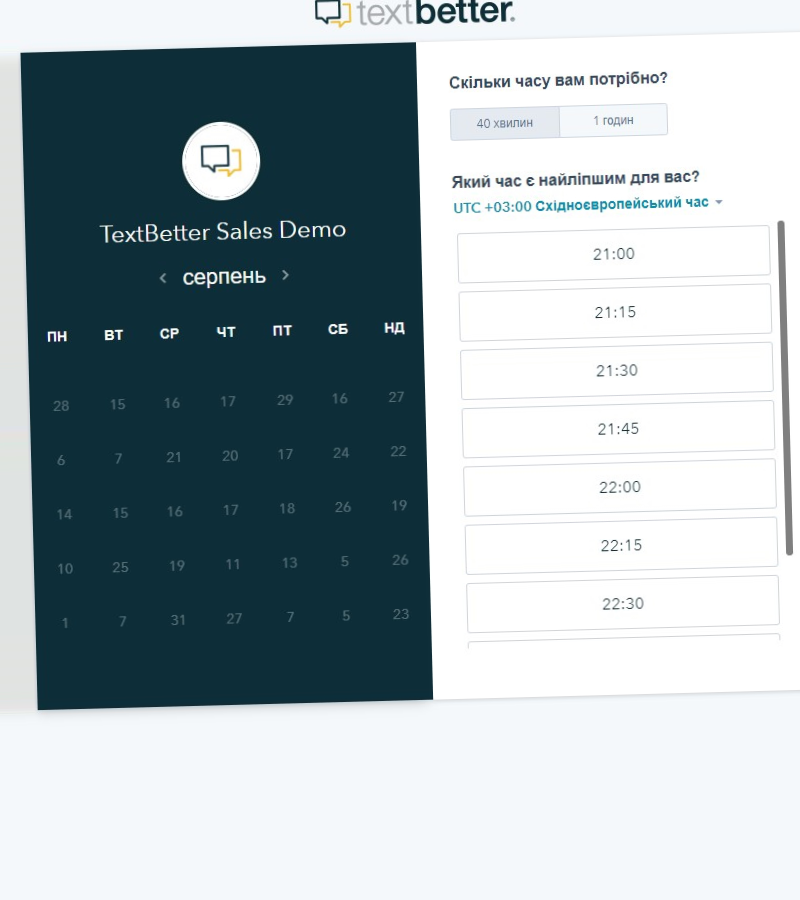 textbetter.
TextBetter Sales Demo
серпень
ПН ВТ СР ЧТ ПТ СБ НД
28 15 16 17 29 16 27
6 7 21 20 17 24 22
14 15 16 17 18 26 19
10 25 19 11 13 5 26
1 7 31 27 7 5 23
Скільки часу вам потрібно?
40 хвилин 1 годин
Який час є найліпшим для вас?
UTC +03:00 Східноєвропейський час
21:00
21:15
21:30
21:45
22:00
22:15
22:30